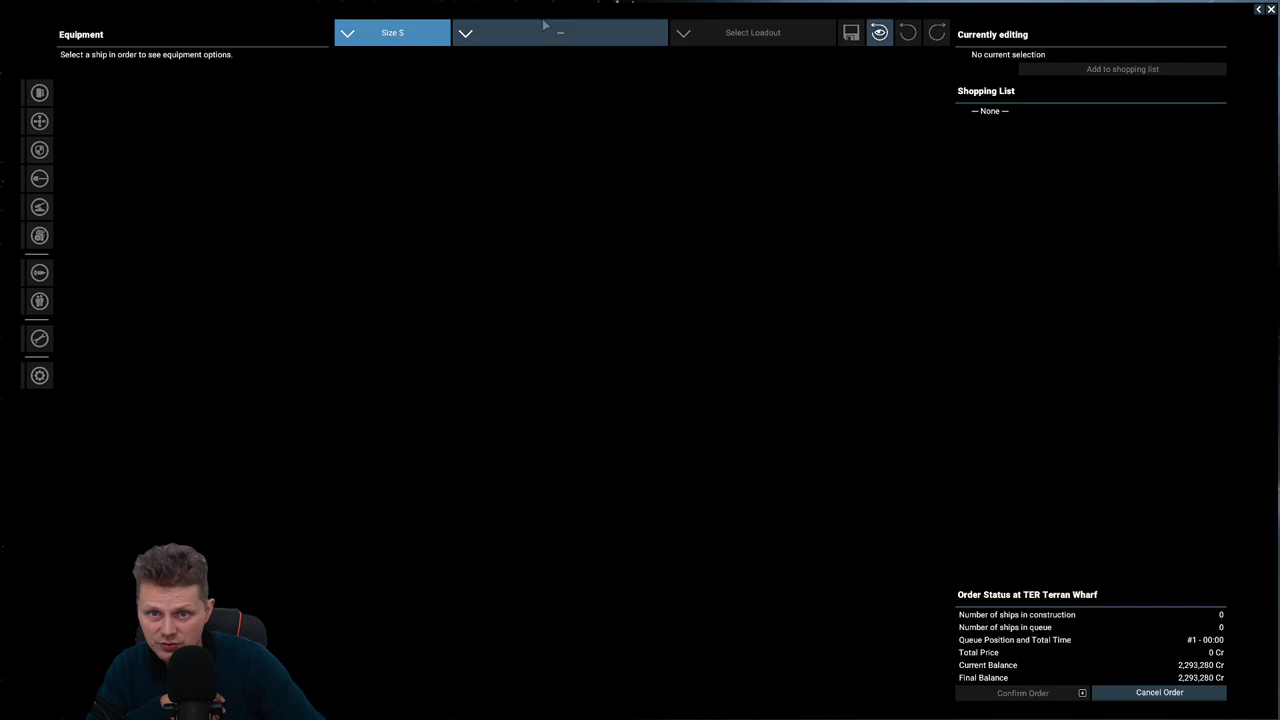 Equipment
Select a ship in order to see equipment options.
Size S
---
Select Loadout
Currently editing
No current selection
Add to shopping list
Shopping List
--- None ---
Order Status at TER Terran Wharf
Number of ships in construction 0
Number of ships in queue 0
Queue Position and Total Time #1 - 00:00
Total Price 0 Cr
Current Balance 2,293,280 Cr
Final Balance 2,293,280 Cr
Confirm Order
Cancel Order